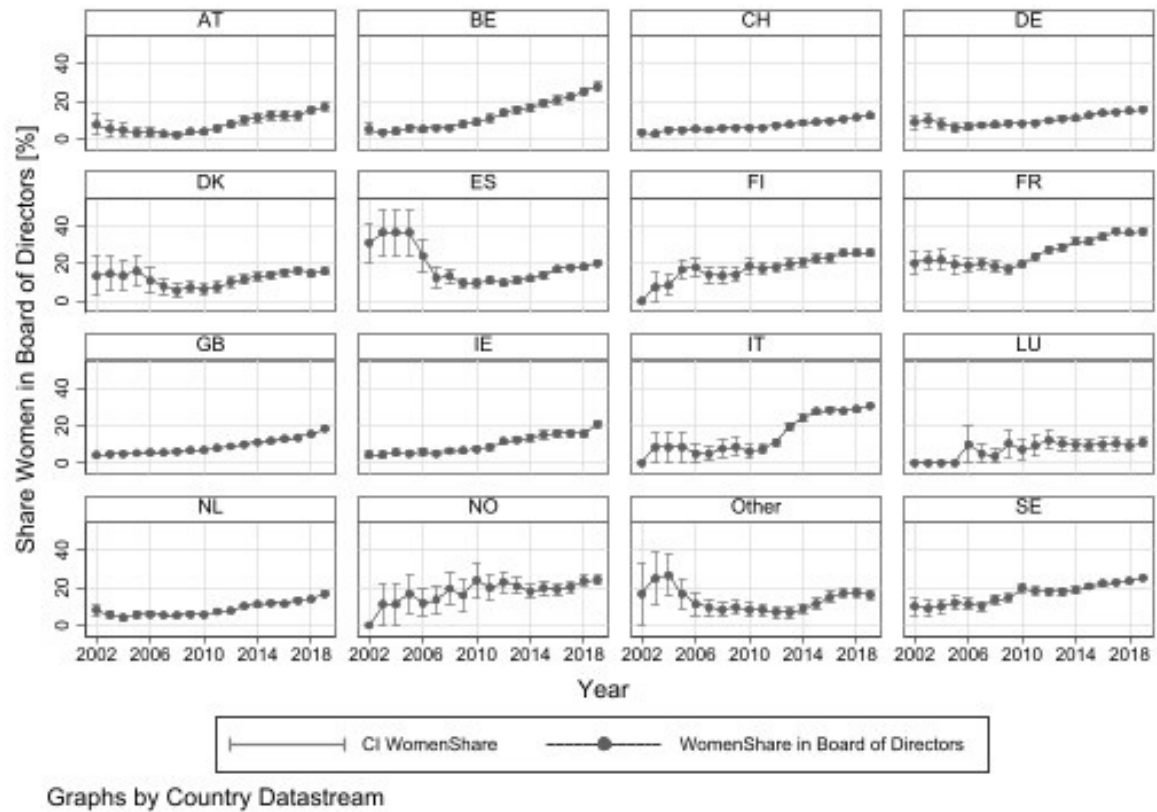 AT BE CH DE
40
20
0
DK ES FI FR
40
20
0
GB IE IT LU
40
20
0
NL NO Other SE
40
20
0
2002 2006 2010 2014 2018 2002 2006 2010 2014 2018 2002 2006 2010 2014 2018 2002 2006 2010 2014 2018
Share Women in Board of Directors [%]
Year
CI WomenShare WomenShare in Board of Directors
Graphs by Country Datastream